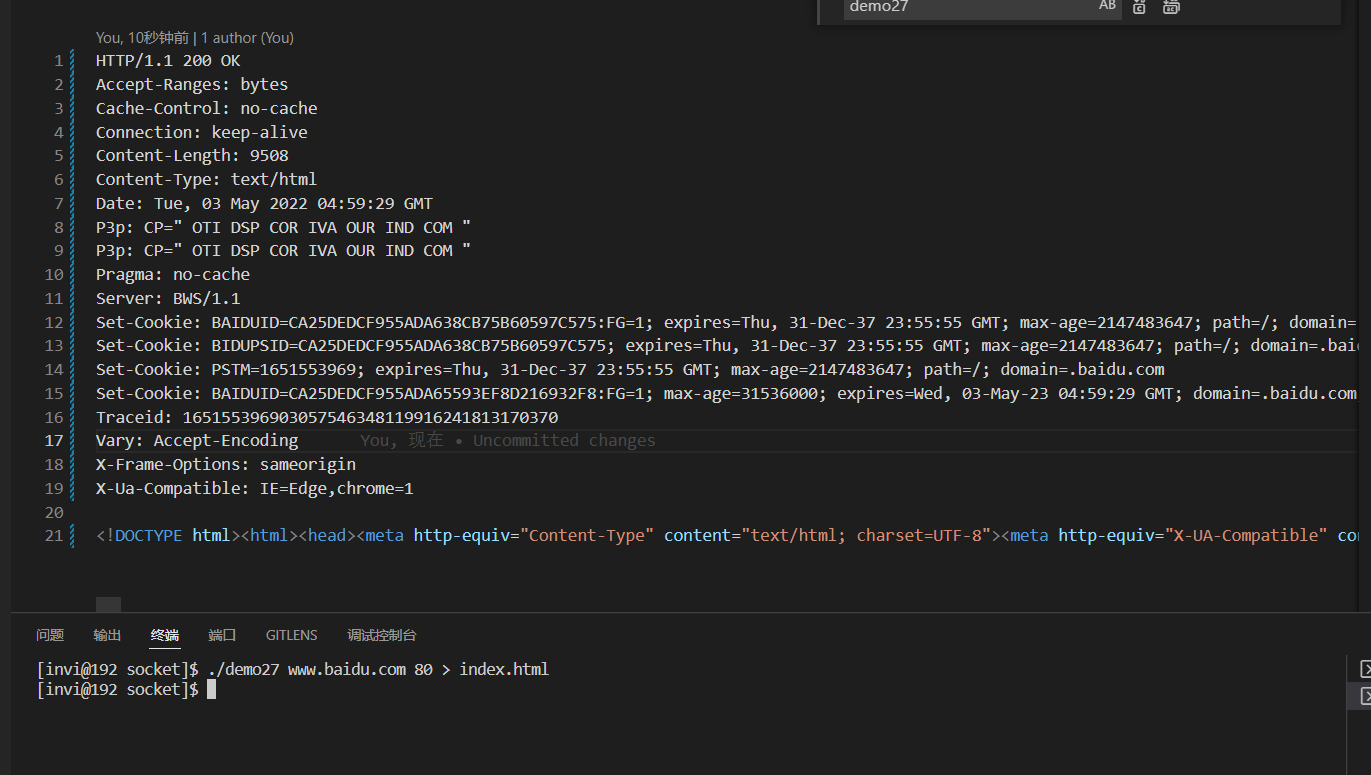 demo27 AB
You, 10秒钟前 | 1 author (You)
1 HTTP/1.1 200 OK
2 Accept-Ranges: bytes
3 Cache-Control: no-cache
4 Connection: keep-alive
5 Content-Length: 9508
6 Content-Type: text/html
7 Date: Tue, 03 May 2022 04:59:29 GMT
8 P3p: CP=" OTI DSP COR IVA OUR IND COM "
9 P3p: CP=" OTI DSP COR IVA OUR IND COM "
10 Pragma: no-cache
11 Server: BWS/1.1
12 Set-Cookie: BAIDUID=CA25DEDCF955ADA638CB75B60597C575:FG=1; expires=Thu, 31-Dec-37 23:55:55 GMT; max-age=2147483647; path=/; domain=
13 Set-Cookie: BIDUPSID=CA25DEDCF955ADA638CB75B60597C575; expires=Thu, 31-Dec-37 23:55:55 GMT; max-age=2147483647; path=/; domain=.bai
14 Set-Cookie: PSTM=1651553969; expires=Thu, 31-Dec-37 23:55:55 GMT; max-age=2147483647; path=/; domain=.baidu.com
15 Set-Cookie: BAIDUID=CA25DEDCF955ADA65593EF8D216932F8:FG=1; max-age=31536000; expires=Wed, 03-May-23 04:59:29 GMT; domain=.baidu.com
16 Traceid: 1651553969030575463481199162418131​70370
17 Vary: Accept-Encoding You, 现在 • Uncommitted changes
18 X-Frame-Options: sameorigin
19 X-Ua-Compatible: IE=Edge,chrome=1
20
21 <!DOCTYPE html><html><head><meta http-equiv="Content-Type" content="text/html; charset=UTF-8"><meta http-equiv="X-UA-Compatible" co
问题 输出 终端 端口 GITLENS 调试控制台
[invi@192 socket]$ ./demo27 www.baidu.com 80 > index.html
[invi@192 socket]$